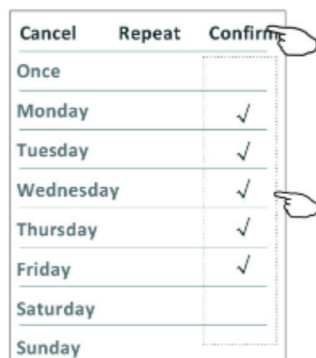 Cancel Repeat Confirm
Once
Monday √
Tuesday √
Wednesday √
Thursday √
Friday √
Saturday
Sunday